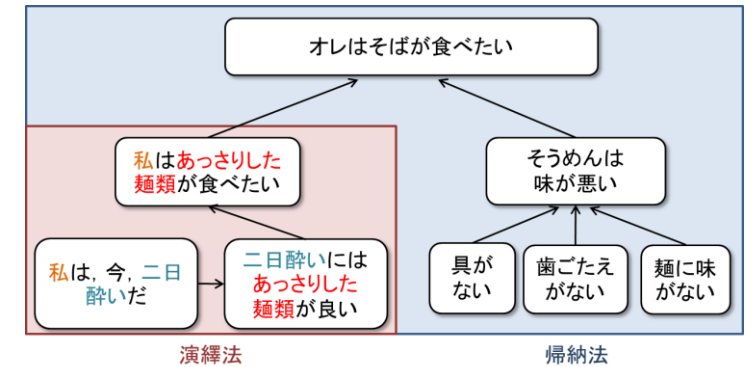 オレはそばが食べたい
私はあっさりした
麺類が食べたい
そうめんは
味が悪い
私は，今，二日
酔いだ
二日酔いには
あっさりした
麺類が良い
具が
ない
歯ごたえ
がない
麺に味
がない
演繹法
帰納法